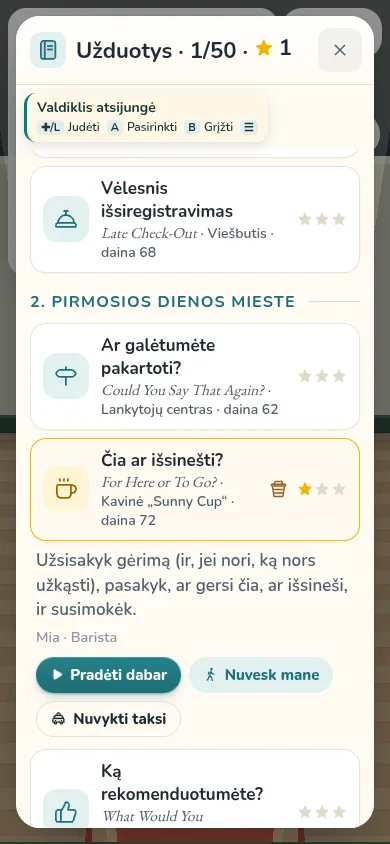 Užduotys · 1/50 · ★ 1
Valdiklis atsijungė
✚/L Judėti A Pasirinkti B Grįžti ☰
Vėlesnis
išsiregistravimas
Late Check-Out · Viešbutis ·
daina 68
2. PIRMOSIOS DIENOS MIESTE
Ar galėtumėte
pakartoti?
Could You Say That Again? ·
Lankytojų centras · daina 62
Čia ar išsinešti?
For Here or To Go? ·
Kavinė „Sunny Cup“ ·
daina 72
Užsisakyk gėrimą (ir, jei nori, ką nors
užkąsti), pasakyk, ar gersi čia, ar išsineši,
ir susimokėk.
Mia · Barista
Pradėti dabar
Nuvesk mane
Nuvykti taksi
Ką
rekomenduotumėte?
What Would You